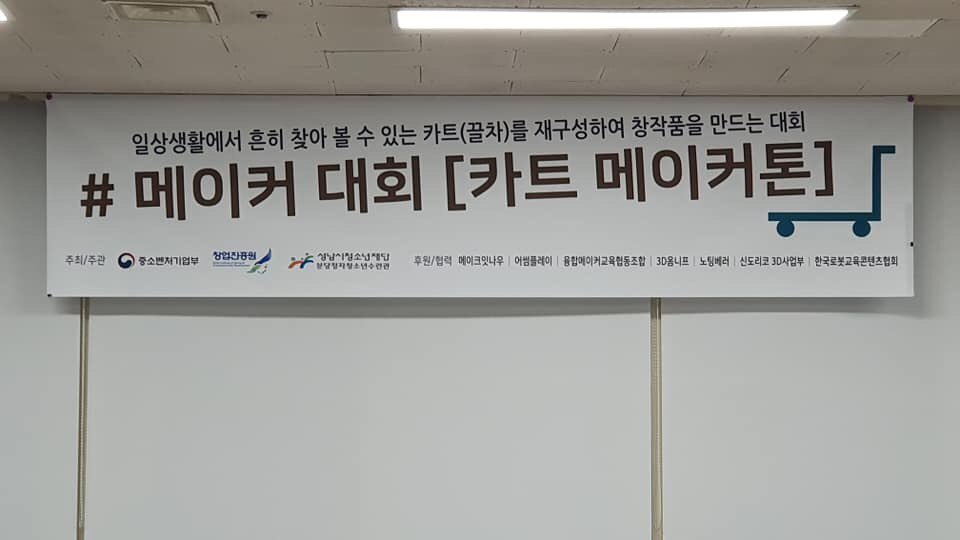 일상생활에서 흔히 찾아 볼 수 있는 카트(끌차)를 재구성하여 창작품을 만드는 대회
# 메이커 대회 [카트 메이커톤]
주최/주관 중소벤처기업부 창업진흥원 성남시청소년재단 분당정자청소년수련관 후원/협력 메이크잇나우 | 어썸플레이 | 융합메이커교육협동조합 | 3D옴니프 | 노팅베러 | 신도리코 3D사업부 | 한국로봇교육콘텐츠협회